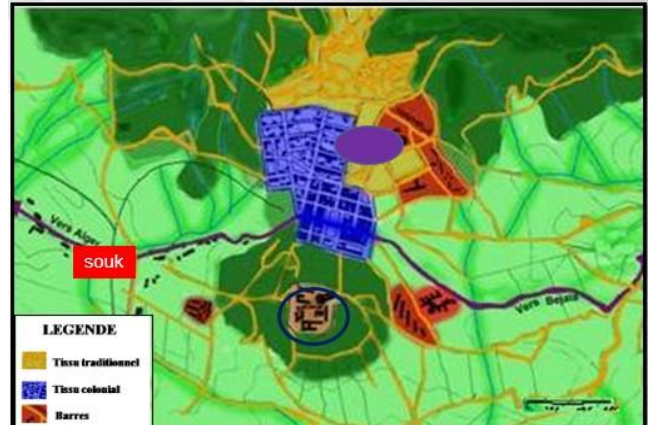 Vers Alger
souk
Vers Bejaia
LEGENDE
Tissu traditionnel
Tissu colonial
Barres